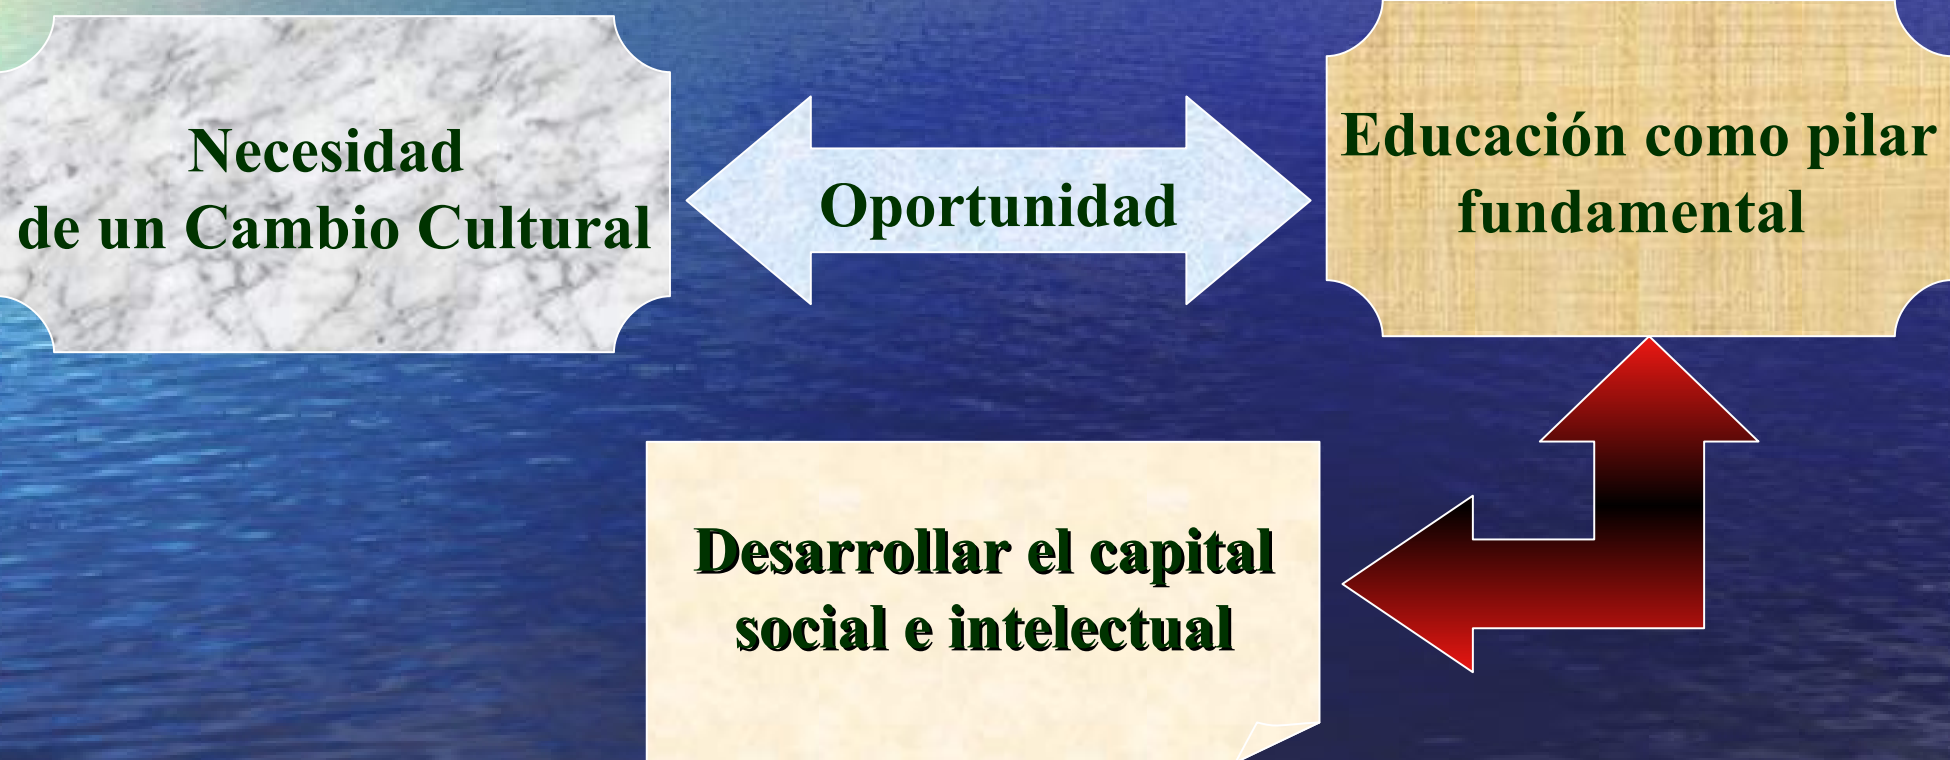 Necesidad
de un Cambio Cultural
Oportunidad
Educación como pilar
fundamental
Desarrollar el capital
social e intelectual